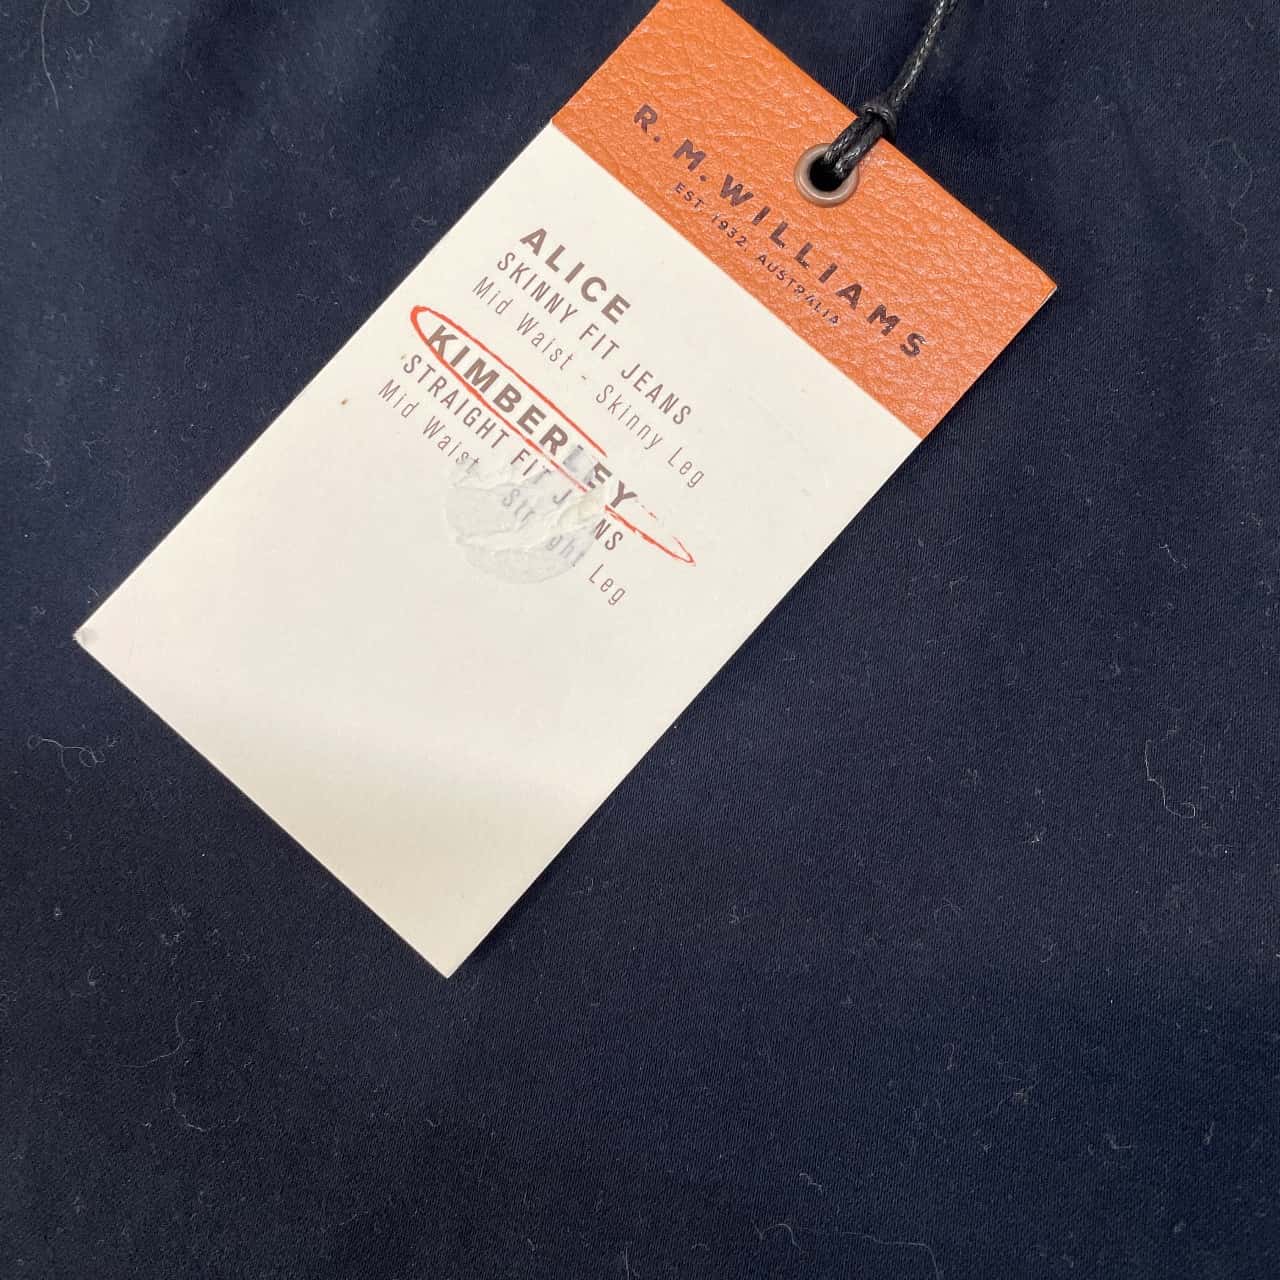 R.M.WILLIAMS
EST. 1932. AUSTRALIA
ALICE
SKINNY FIT JEANS
Mid Waist - Skinny Leg
KIMBERLEY
STRAIGHT FIT JEANS
Mid Waist - Straight Leg